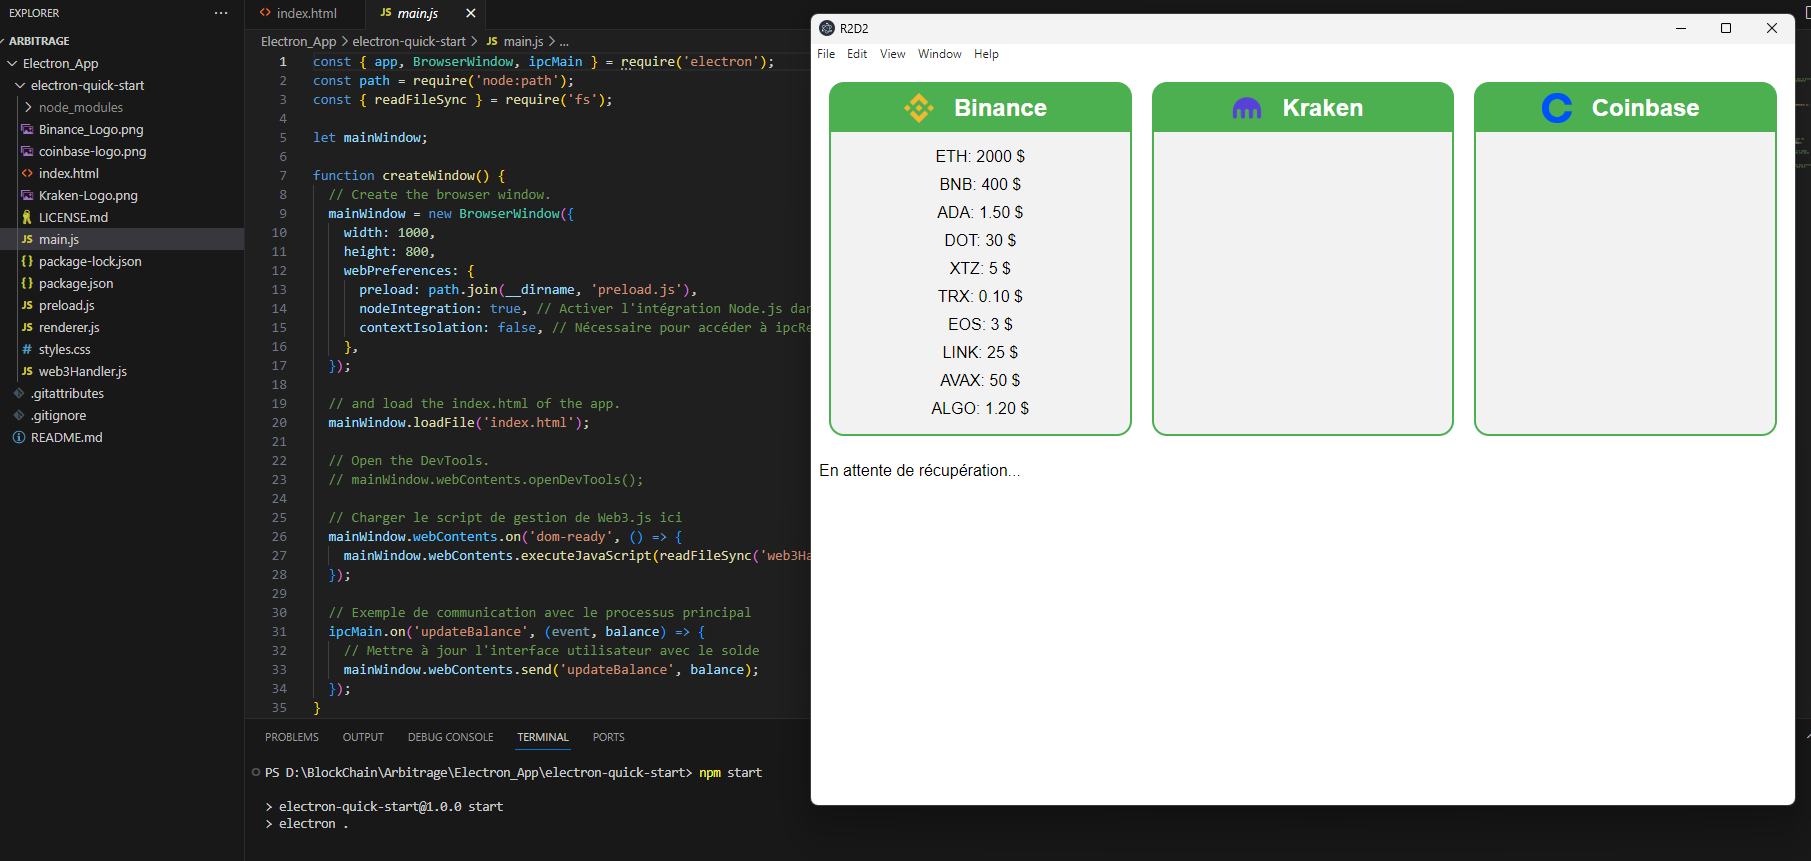 EXPLORER
ARBITRAGE
Electron_App
electron-quick-start
node_modules
Binance_Logo.png
coinbase-logo.png
index.html
Kraken-Logo.png
LICENSE.md
main.js
package-lock.json
package.json
preload.js
renderer.js
styles.css
web3Handler.js
.gitattributes
.gitignore
README.md
index.html
JS main.js
Electron_App > electron-quick-start > JS main.js > ...
1 const { app, BrowserWindow, ipcMain } = require('electron');
2 const path = require('node:path');
3 const { readFileSync } = require('fs');
4
5 let mainWindow;
6
7 function createWindow() {
8 // Create the browser window.
9 mainWindow = new BrowserWindow({
10 width: 1000,
11 height: 800,
12 webPreferences: {
13 preload: path.join(__dirname, 'preload.js'),
14 nodeIntegration: true, // Activer l'intégration Node.js dan
15 contextIsolation: false, // Nécessaire pour accéder à ipcRe
16 },
17 });
18
19 // and load the index.html of the app.
20 mainWindow.loadFile('index.html');
21
22 // Open the DevTools.
23 // mainWindow.webContents.openDevTools();
24
25 // Charger le script de gestion de Web3.js ici
26 mainWindow.webContents.on('dom-ready', () => {
27 mainWindow.webContents.executeJavaScript(readFileSync('web3Ha
28 });
29
30 // Exemple de communication avec le processus principal
31 ipcMain.on('updateBalance', (event, balance) => {
32 // Mettre à jour l'interface utilisateur avec le solde
33 mainWindow.webContents.send('updateBalance', balance);
34 });
35 }
PROBLEMS OUTPUT DEBUG CONSOLE TERMINAL PORTS
PS D:\BlockChain\Arbitrage\Electron_App\electron-quick-start> npm start
> electron-quick-start@1.0.0 start
> electron .
R2D2
File Edit View Window Help
Binance
ETH: 2000 $
BNB: 400 $
ADA: 1.50 $
DOT: 30 $
XTZ: 5 $
TRX: 0.10 $
EOS: 3 $
LINK: 25 $
AVAX: 50 $
ALGO: 1.20 $
Kraken
Coinbase
En attente de récupération...